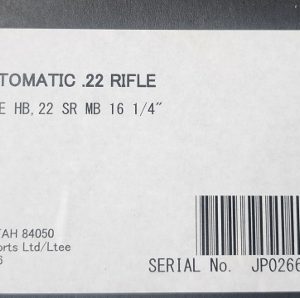 TOMATIC .22 RIFLE
E HB,22 SR MB 16 1/4"
TAH 84050
orts Ltd/Ltee
6
SERIAL No. JP0266